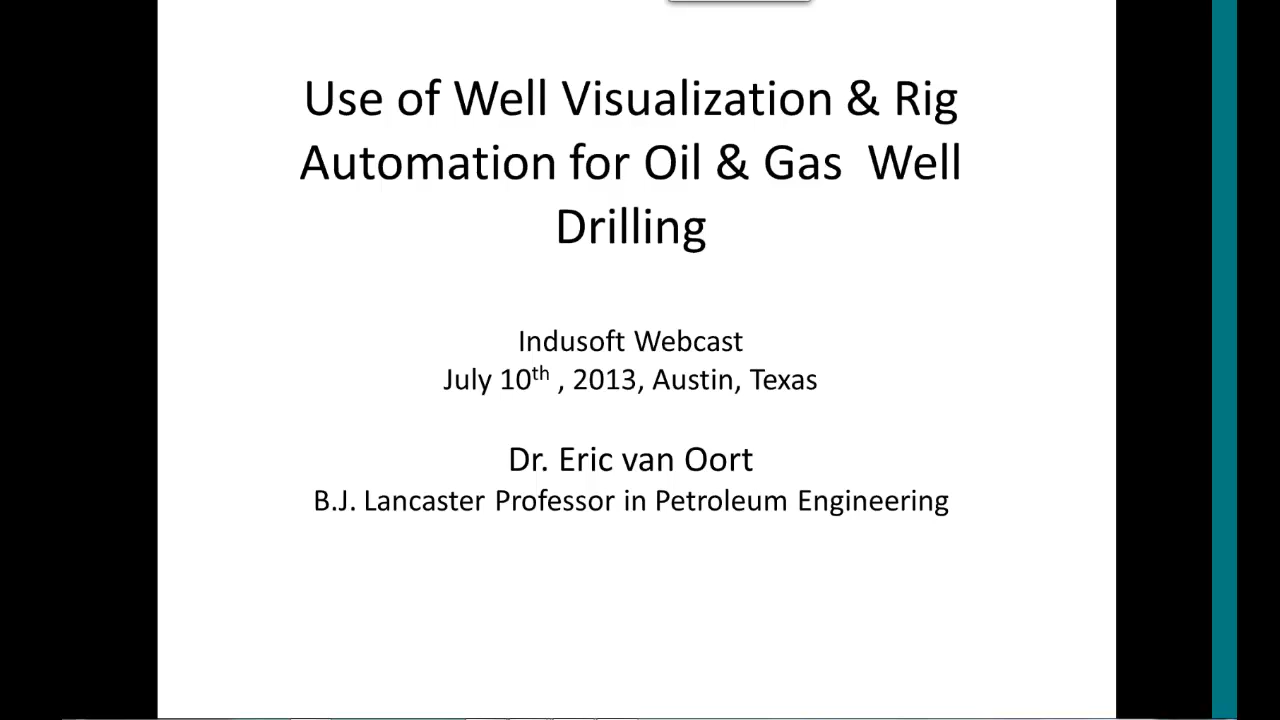 Use of Well Visualization & Rig
Automation for Oil & Gas  Well
Drilling
Indusoft Webcast
July 10th , 2013, Austin, Texas
Dr. Eric van Oort
B.J. Lancaster Professor in Petroleum Engineering